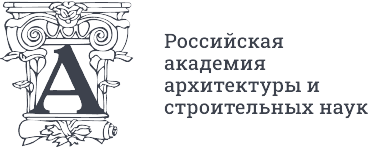 А
Российская
академия
архитектуры и
строительных наук